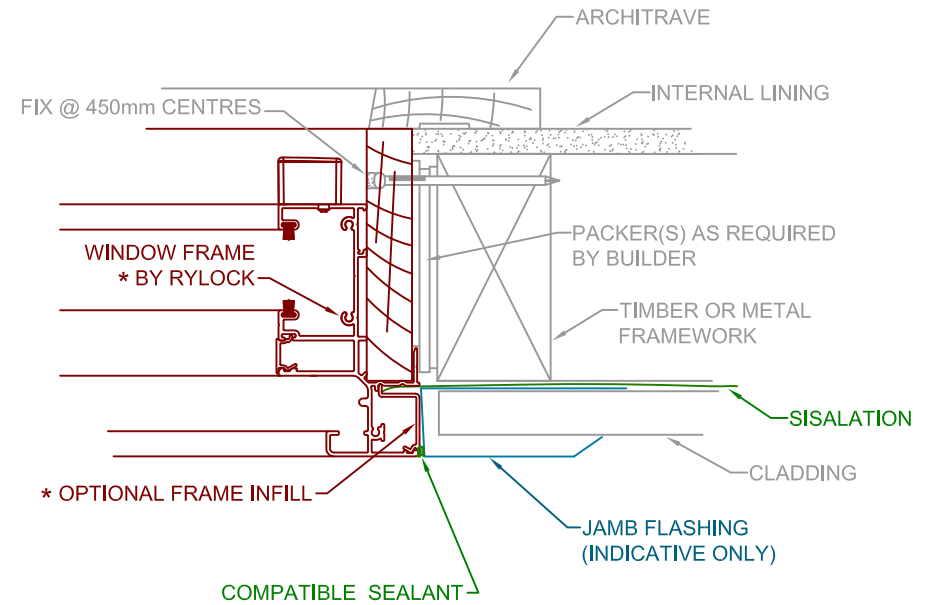 ARCHITRAVE
FIX @ 450mm CENTRES
INTERNAL LINING
WINDOW FRAME
* BY RYLOCK
PACKER(S) AS REQUIRED
BY BUILDER
TIMBER OR METAL
FRAMEWORK
SISALATION
CLADDING
* OPTIONAL FRAME INFILL
JAMB FLASHING
(INDICATIVE ONLY)
COMPATIBLE SEALANT